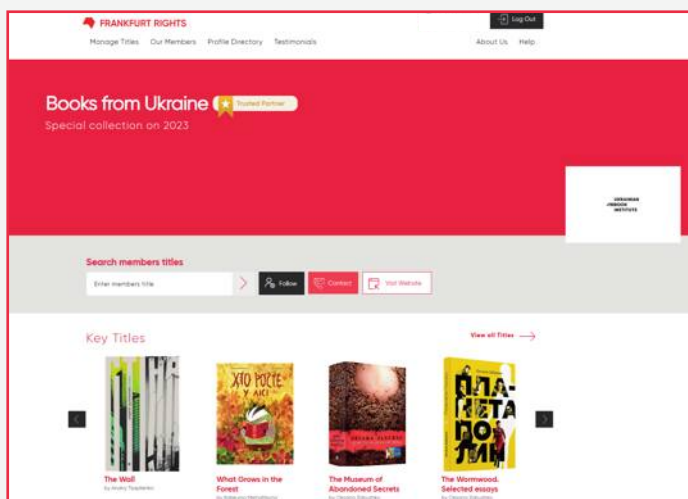 FRANKFURT RIGHTS
Log Out
Manage Titles Our Members Profile Directory Testimonials
About Us Help
Books from Ukraine
Trusted Partner
Special collection on 2023
UKRAINIAN
/BOOK
INSTITUTE
Search members titles
Enter members title
Follow
Contact
Visit Website
Key Titles
View all Titles
ХТО РОСТЕ
У ЛІСІ
ПЛА-
НЕТА
ПО-
ЛИН
The Wall
What Grows in the
Forest
The Museum of
Abandoned Secrets
The Wormwood.
Selected essays